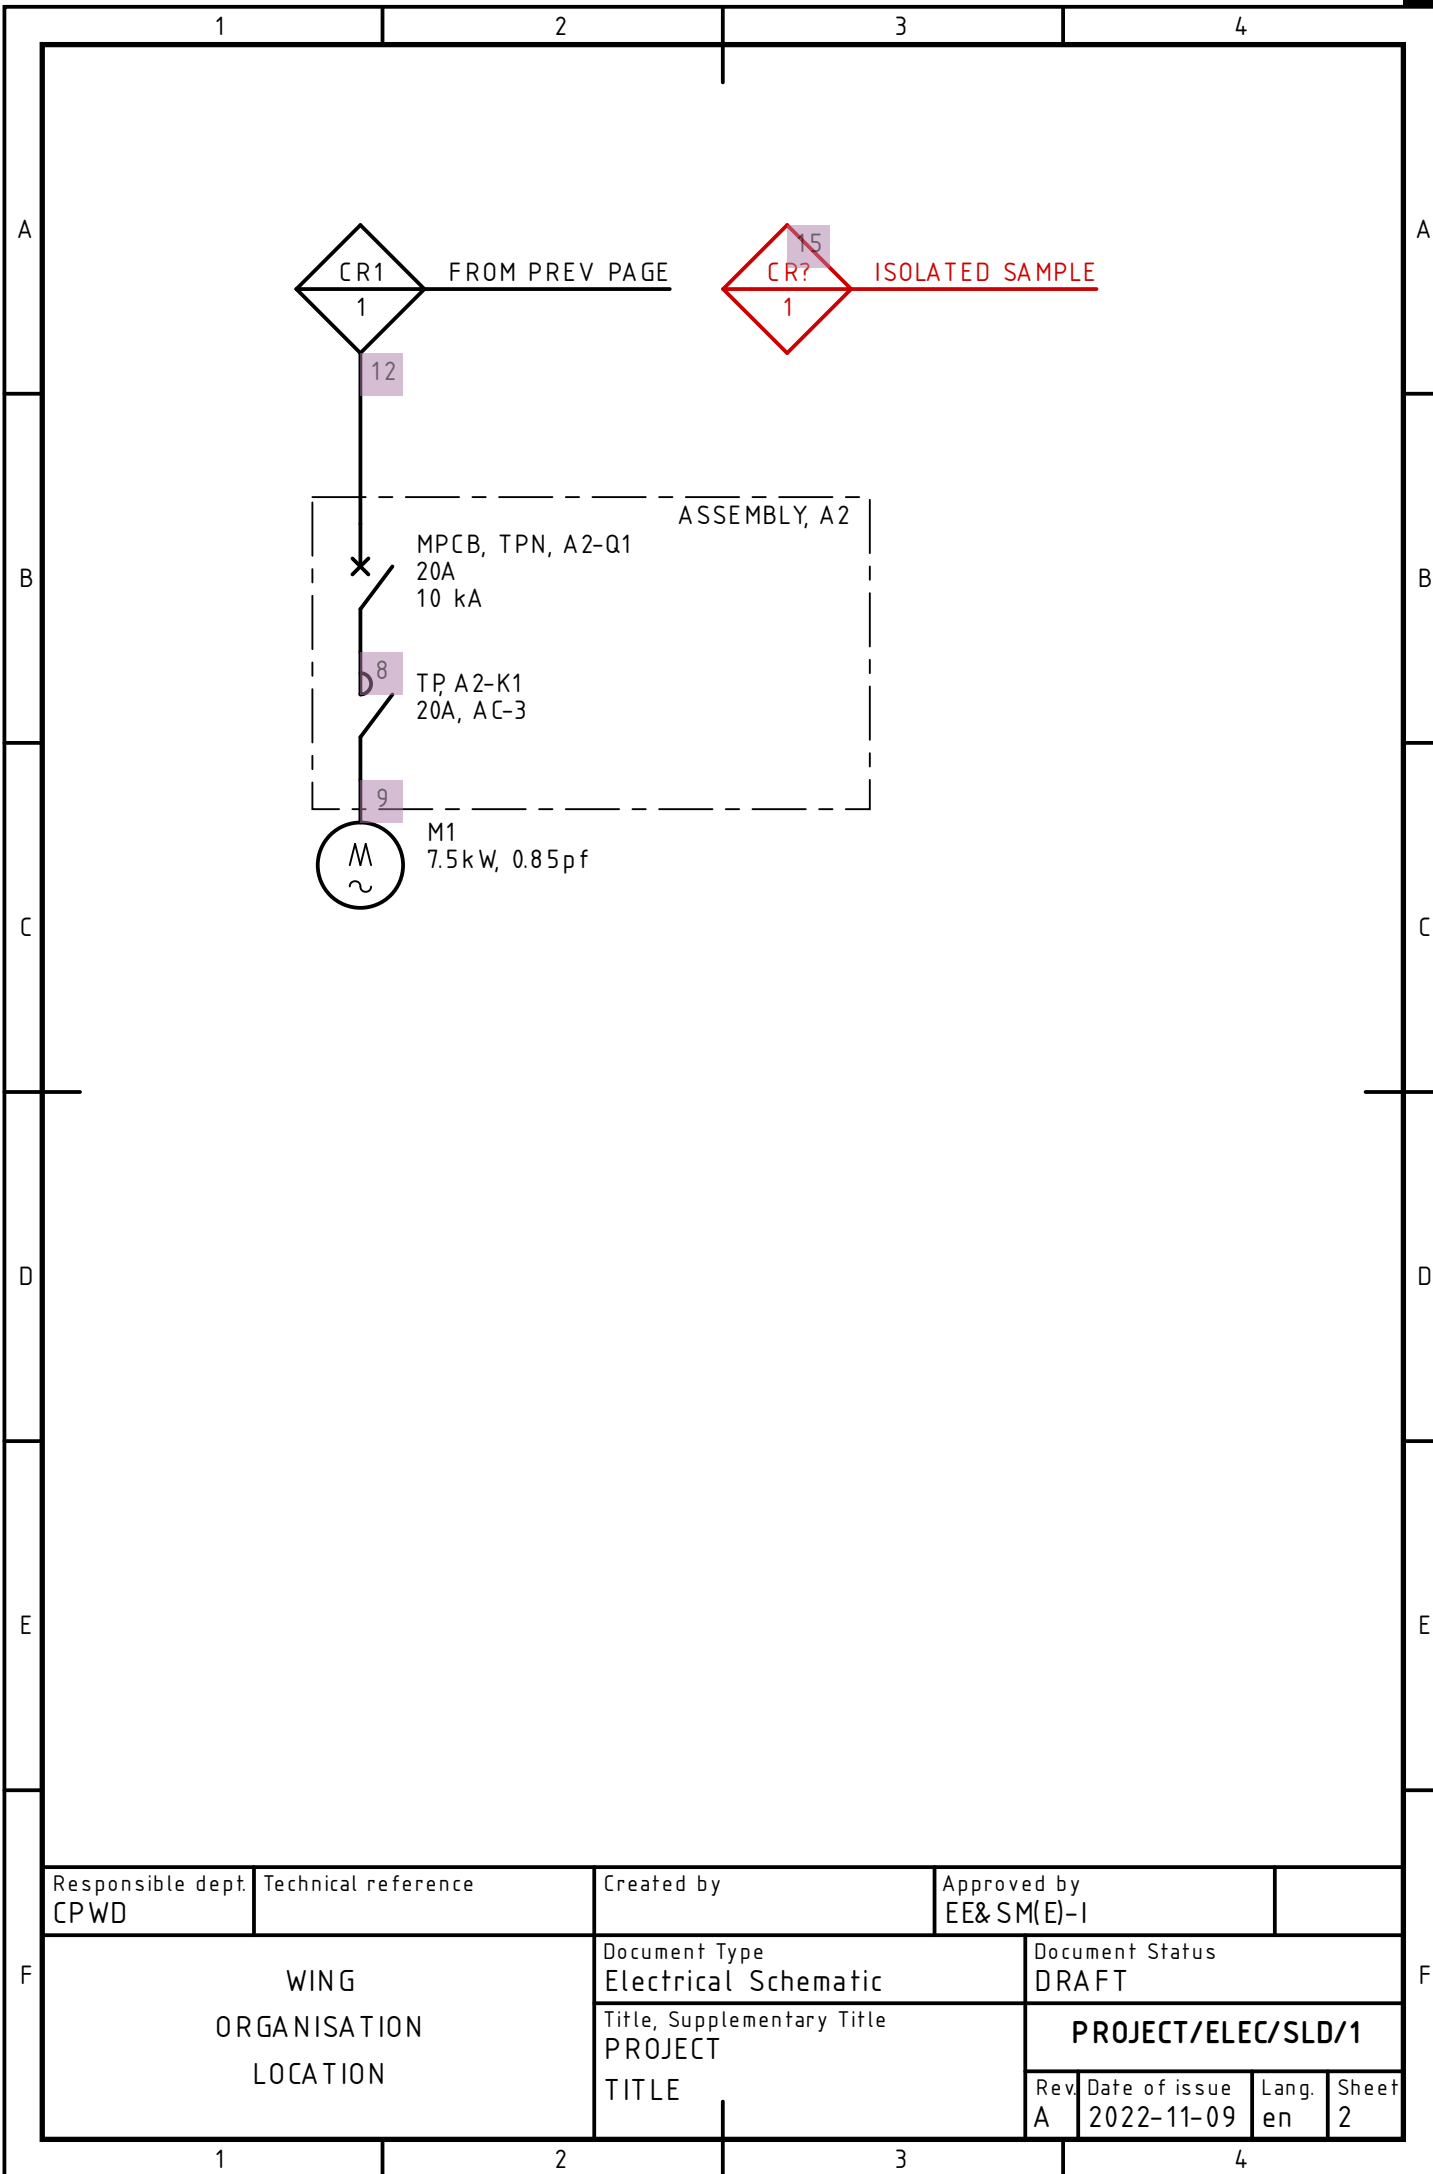 1 2 3 4
A A
15
CR1 FROM PREV PAGE CR? ISOLATED SAMPLE
1 1
12
ASSEMBLY, A2
MPCB, TPN, A2-Q1
B B
20A
10 kA
8
TP, A2-K1
20A, AC-3
9
M1
M
7.5kW, 0.85pf
~
C C
D D
E E
Responsible dept. Technical reference Created by Approved by
CPWD EE&SM(E)-I
Document Type Document Status
F F
WING Electrical Schematic DRAFT
Title, Supplementary Title
ORGANISATION PROJECT/ELEC/SLD/1
PROJECT
LOCATION
TITLE
Rev. Date of issue Lang. Sheet
A 2022-11-09 en 2
1 2 3 4